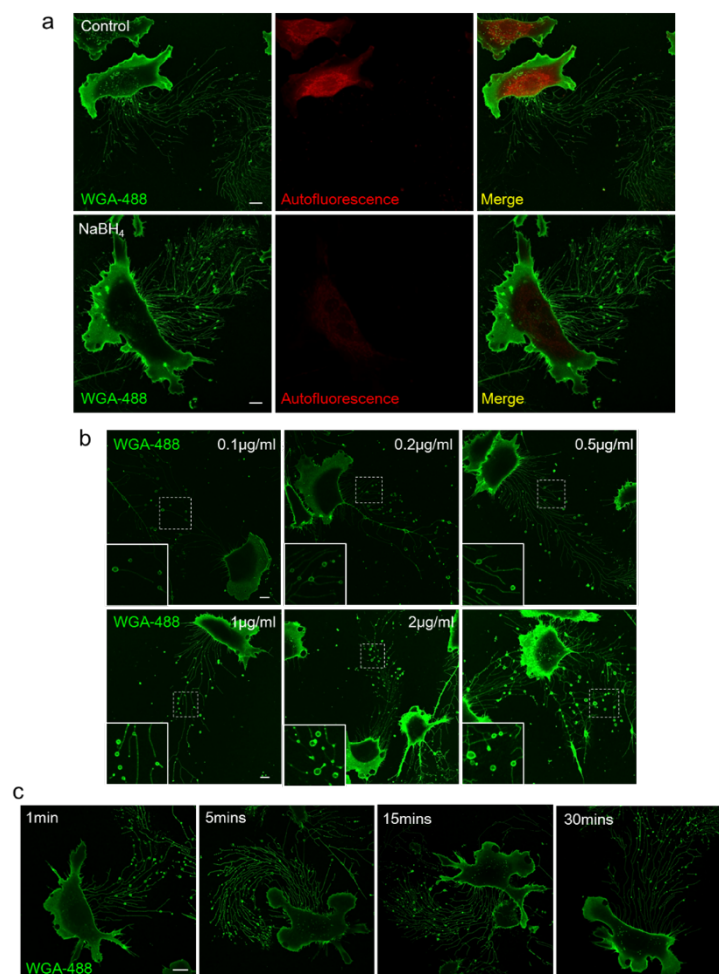 a
Control
WGA-488
Autofluorescence
Merge
NaBH₄
WGA-488
Autofluorescence
Merge
b
WGA-488
0.1µg/ml
0.2µg/ml
0.5µg/ml
WGA-488
1µg/ml
2µg/ml
c
1min
5mins
15mins
30mins
WGA-488